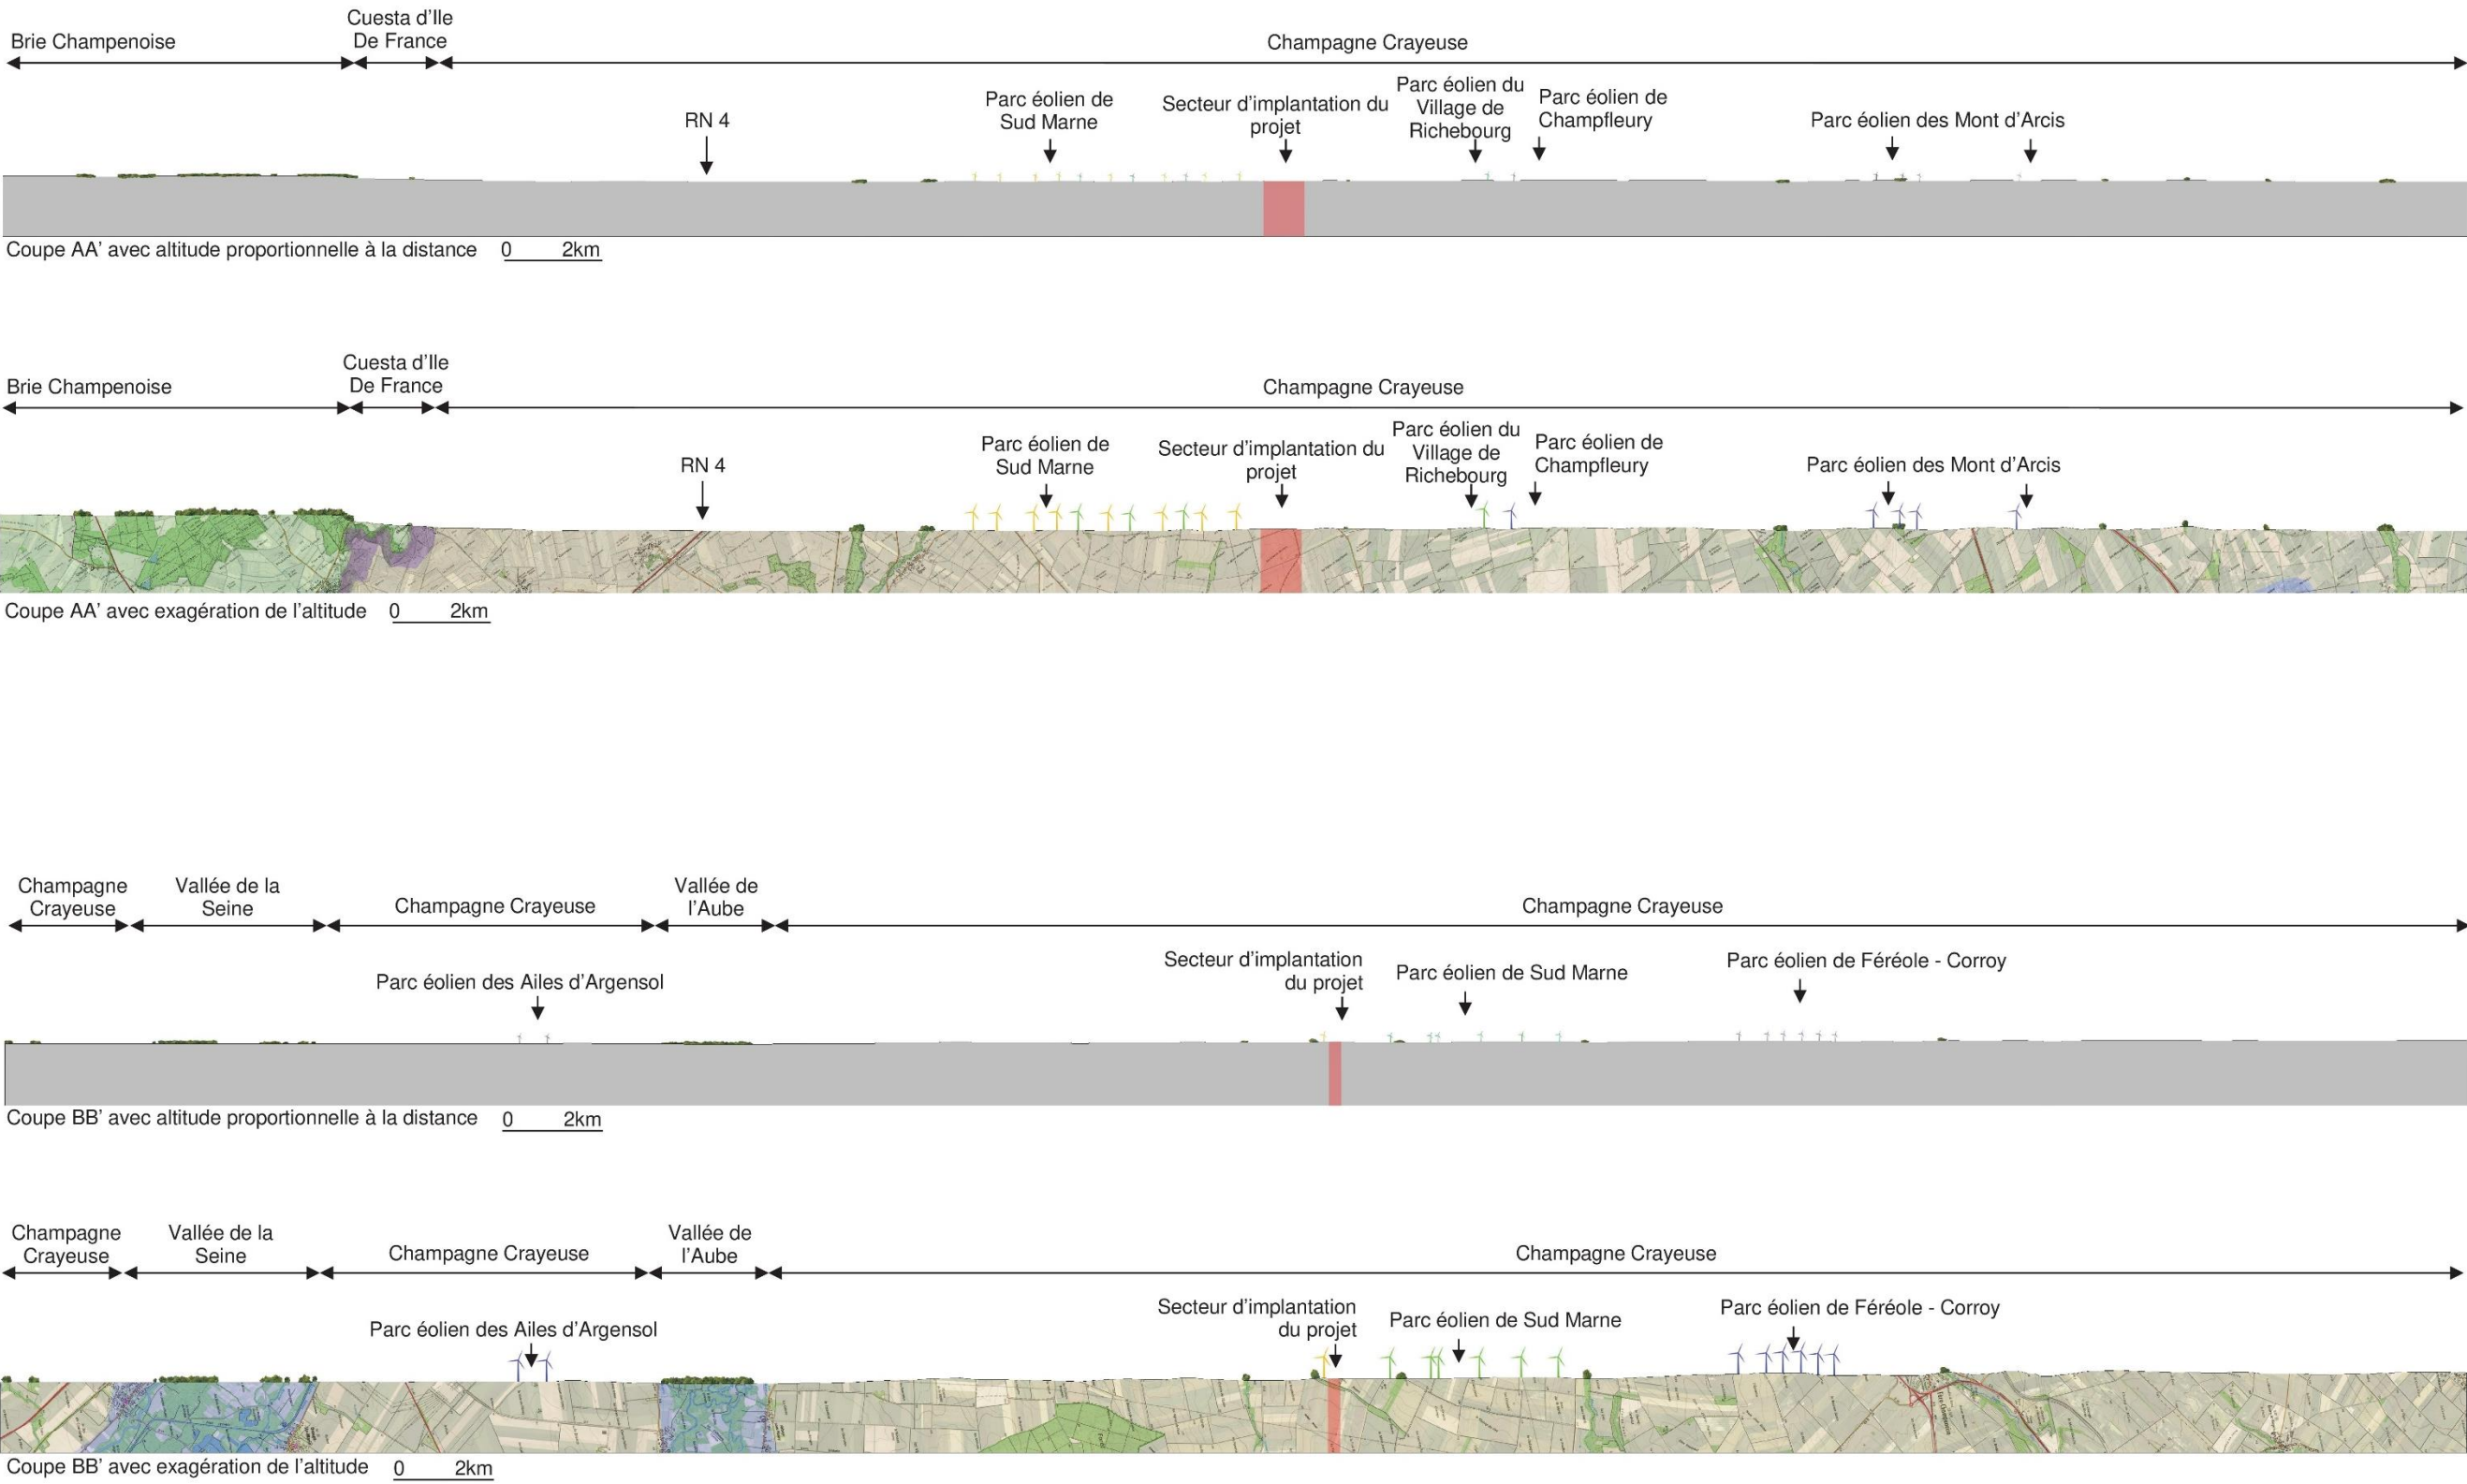 Cuesta d'Ile
Brie Champenoise De France Champagne Crayeuse
Parc éolien du
Parc éolien de Secteur d'implantation du Village de Parc éolien de
RN 4 Sud Marne projet Richebourg Champfleury Parc éolien des Mont d'Arcis
Coupe AA' avec altitude proportionnelle à la distance 0 2km
Cuesta d'Ile
Brie Champenoise De France Champagne Crayeuse
Parc éolien du
Parc éolien de Secteur d'implantation du Village de Parc éolien de
RN 4 Sud Marne projet Richebourg Champfleury Parc éolien des Mont d'Arcis
Coupe AA' avec exagération de l'altitude 0 2km
Champagne Vallée de la Vallée de
Crayeuse Seine Champagne Crayeuse l'Aube Champagne Crayeuse
Secteur d'implantation
Parc éolien des Ailes d'Argensol du projet Parc éolien de Sud Marne Parc éolien de Féréole - Corroy
Coupe BB' avec altitude proportionnelle à la distance 0 2km
Champagne Vallée de la Vallée de
Crayeuse Seine Champagne Crayeuse l'Aube Champagne Crayeuse
Secteur d'implantation
Parc éolien des Ailes d'Argensol du projet Parc éolien de Sud Marne Parc éolien de Féréole - Corroy
Coupe BB' avec exagération de l'altitude 0 2km